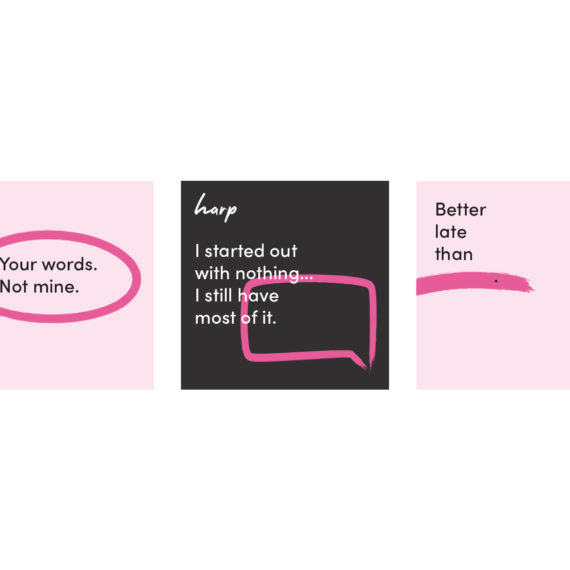 Your words.
Not mine.
harp
I started out
with nothing...
I still have
most of it.
Better
late
than